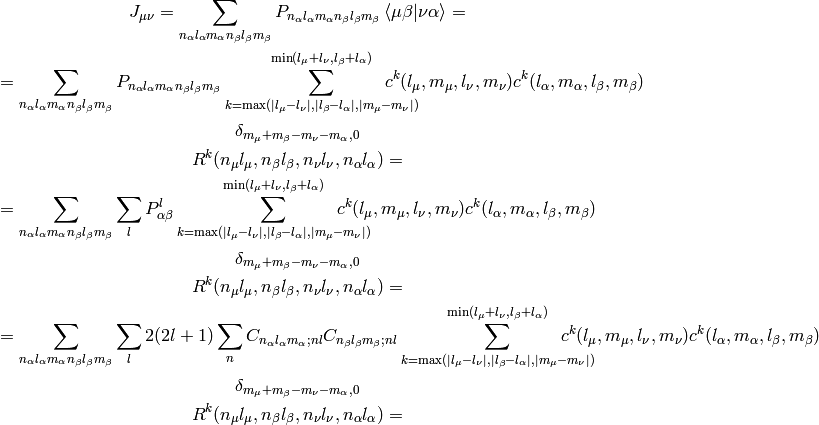 J_{\mu\nu} = \sum_{n_\alpha l_\alpha m_\alpha n_\beta l_\beta m_\beta} P_{n_\alpha l_\alpha m_\alpha n_\beta l_\beta m_\beta} \langle \mu\beta|\nu\alpha \rangle =
= \sum_{n_\alpha l_\alpha m_\alpha n_\beta l_\beta m_\beta} P_{n_\alpha l_\alpha m_\alpha n_\beta l_\beta m_\beta} \sum_{k=\max(|l_\mu-l_\nu|,|l_\beta-l_\alpha|,|m_\mu-m_\nu|)}^{\min(l_\mu+l_\nu,l_\beta+l_\alpha)} c^k(l_\mu, m_\mu, l_\nu, m_\nu) c^k(l_\alpha, m_\alpha, l_\beta, m_\beta)
\delta_{m_\mu+m_\beta-m_\nu-m_\alpha,0}
R^k(n_\mu l_\mu, n_\beta l_\beta, n_\nu l_\nu, n_\alpha l_\alpha) =
= \sum_{n_\alpha l_\alpha m_\alpha n_\beta l_\beta m_\beta} \sum_l P^l_{\alpha\beta} \sum_{k=\max(|l_\mu-l_\nu|,|l_\beta-l_\alpha|,|m_\mu-m_\nu|)}^{\min(l_\mu+l_\nu,l_\beta+l_\alpha)} c^k(l_\mu, m_\mu, l_\nu, m_\nu) c^k(l_\alpha, m_\alpha, l_\beta, m_\beta)
\delta_{m_\mu+m_\beta-m_\nu-m_\alpha,0}
R^k(n_\mu l_\mu, n_\beta l_\beta, n_\nu l_\nu, n_\alpha l_\alpha) =
= \sum_{n_\alpha l_\alpha m_\alpha n_\beta l_\beta m_\beta} \sum_l 2(2l+1) \sum_n C_{n_\alpha l_\alpha m_\alpha;nl} C_{n_\beta l_\beta m_\beta;nl} \sum_{k=\max(|l_\mu-l_\nu|,|l_\beta-l_\alpha|,|m_\mu-m_\nu|)}^{\min(l_\mu+l_\nu,l_\beta+l_\alpha)} c^k(l_\mu, m_\mu, l_\nu, m_\nu) c^k(l_\alpha, m_\alpha, l_\beta, m_\beta)
\delta_{m_\mu+m_\beta-m_\nu-m_\alpha,0}
R^k(n_\mu l_\mu, n_\beta l_\beta, n_\nu l_\nu, n_\alpha l_\alpha) =